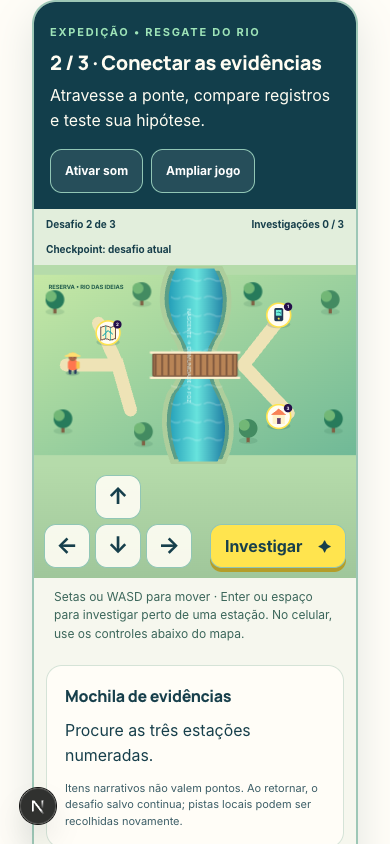 EXPEDIÇÃO • RESGATE DO RIO
2 / 3 · Conectar as evidências
Atravesse a ponte, compare registros
e teste sua hipótese.
Ativar som
Ampliar jogo
Desafio 2 de 3
Investigações 0 / 3
Checkpoint: desafio atual
RESERVA • RIO DAS IDEIAS
2
1
3
Investigar
Setas ou WASD para mover · Enter ou espaço
para investigar perto de uma estação. No celular,
use os controles abaixo do mapa.
Mochila de evidências
Procure as três estações
numeradas.
Itens narrativos não valem pontos. Ao retornar, o
desafio salvo continua; pistas locais podem ser
recolhidas novamente.
N